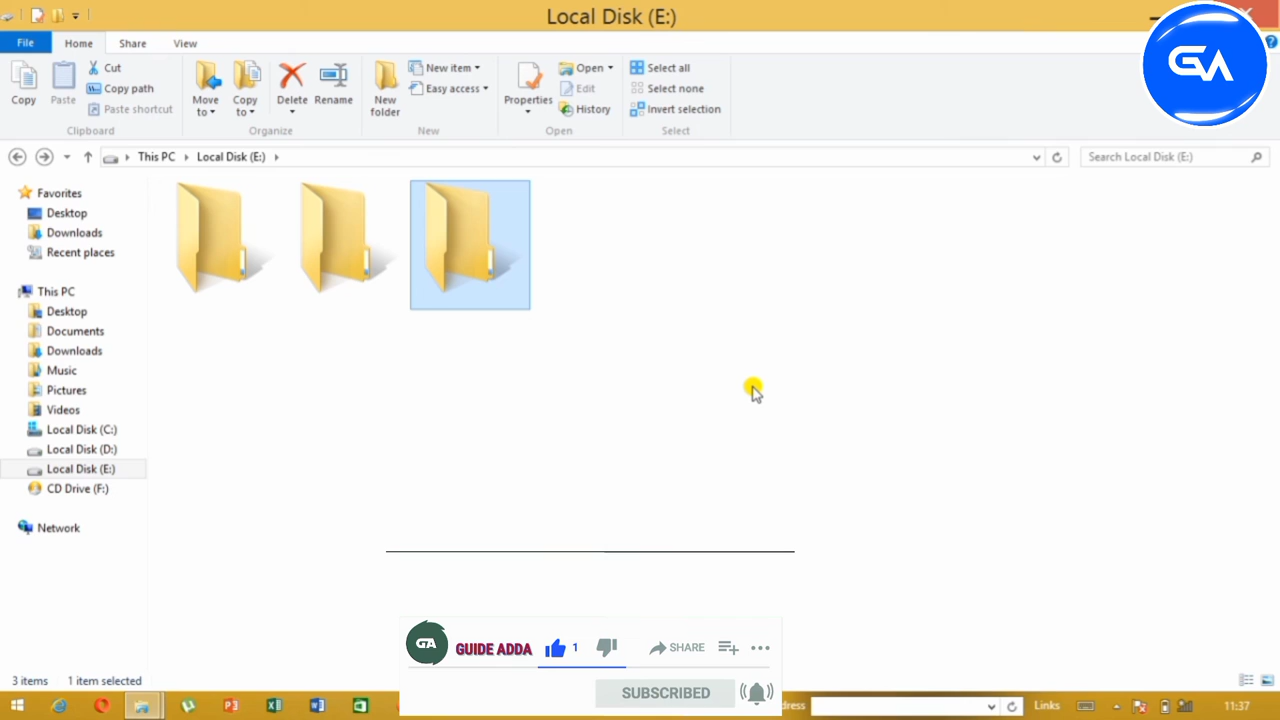 Local Disk (E:)
File Home Share View
Copy
Paste
Cut
Copy path
Paste shortcut
Clipboard
Move to
Copy to
Delete
Rename
Organize
New folder
New item
Easy access
New
Properties
Open
Edit
History
Open
Select all
Select none
Invert selection
Select
GA
This PC Local Disk (E:)
Search Local Disk (E:)
Favorites
Desktop
Downloads
Recent places
This PC
Desktop
Documents
Downloads
Music
Pictures
Videos
Local Disk (C:)
Local Disk (D:)
Local Disk (E:)
CD Drive (F:)
Network
GA GUIDE ADDA 1 SHARE
SUBSCRIBED
3 items 1 item selected
dress
Links
11:37